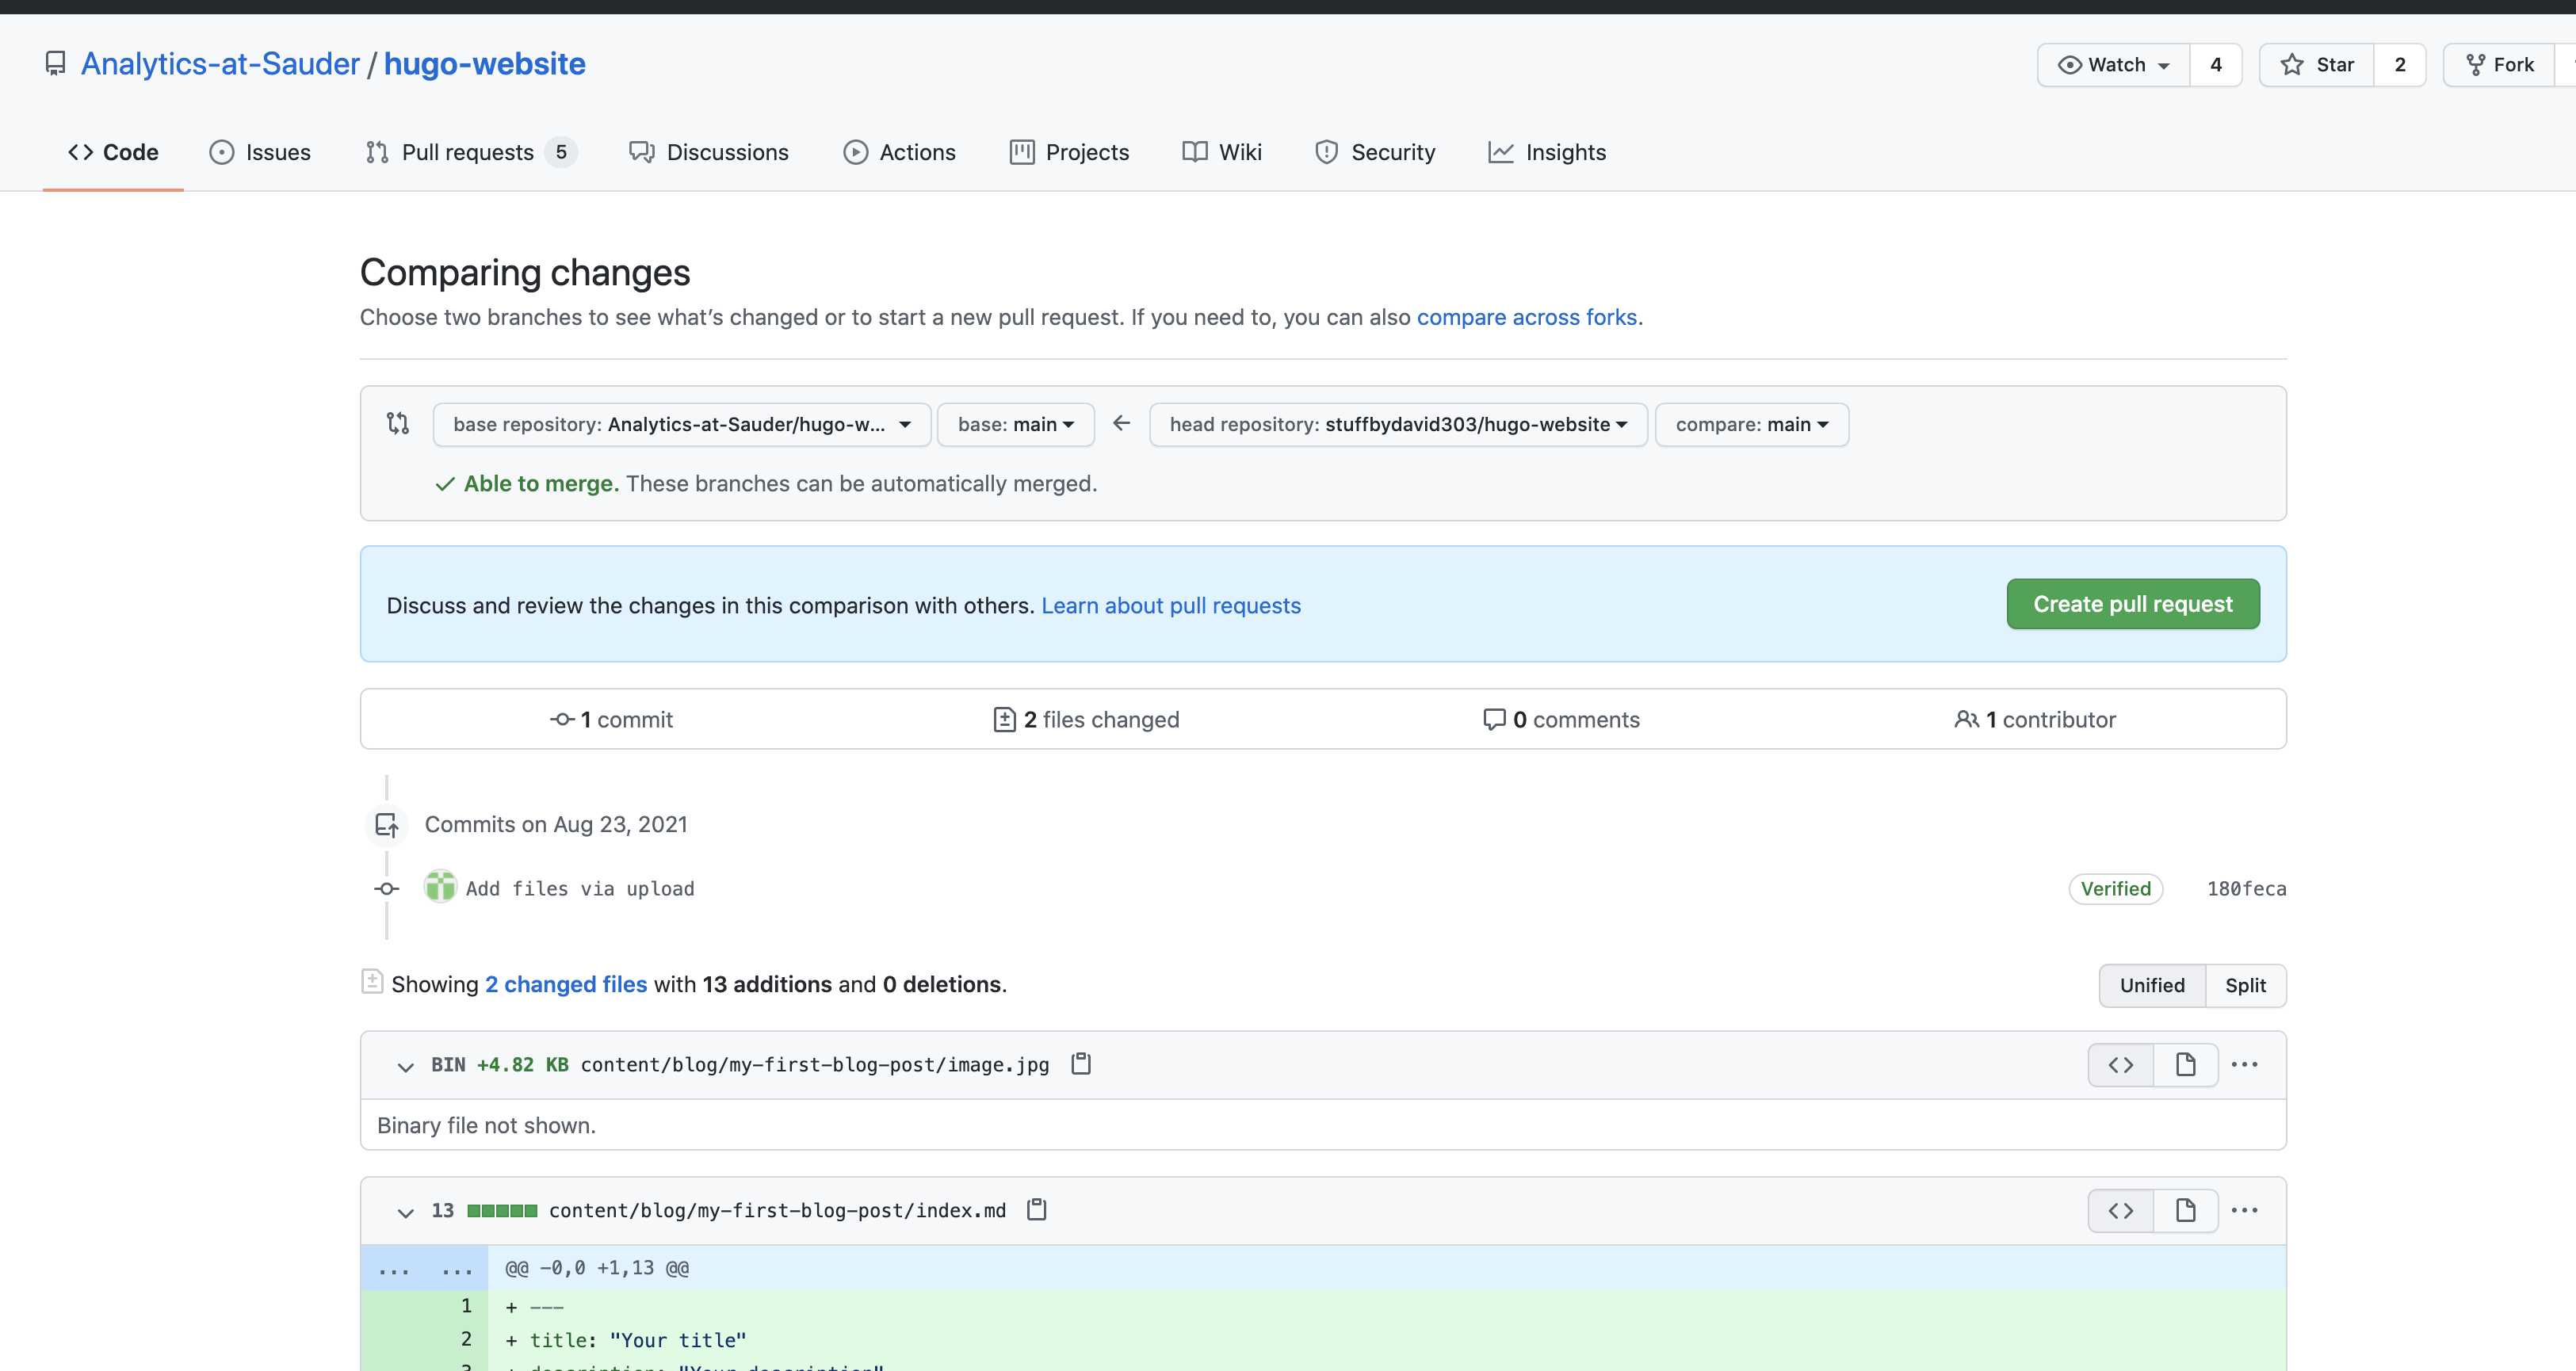 Analytics-at-Sauder / hugo-website
Watch 4 Star 2 Fork
Code Issues Pull requests 5 Discussions Actions Projects Wiki Security Insights
Comparing changes
Choose two branches to see what’s changed or to start a new pull request. If you need to, you can also compare across forks.
base repository: Analytics-at-Sauder/hugo-w... base: main ← head repository: stuffbydavid303/hugo-website compare: main
Able to merge. These branches can be automatically merged.
Discuss and review the changes in this comparison with others. Learn about pull requests
Create pull request
1 commit 2 files changed 0 comments 1 contributor
Commits on Aug 23, 2021
Add files via upload Verified 180feca
Showing 2 changed files with 13 additions and 0 deletions. Unified Split
BIN +4.82 KB content/blog/my-first-blog-post/image.jpg
Binary file not shown.
13 content/blog/my-first-blog-post/index.md
... ... @@ -0,0 +1,13 @@
1 + ---
2 + title: "Your title"
3 + description: "Your description"